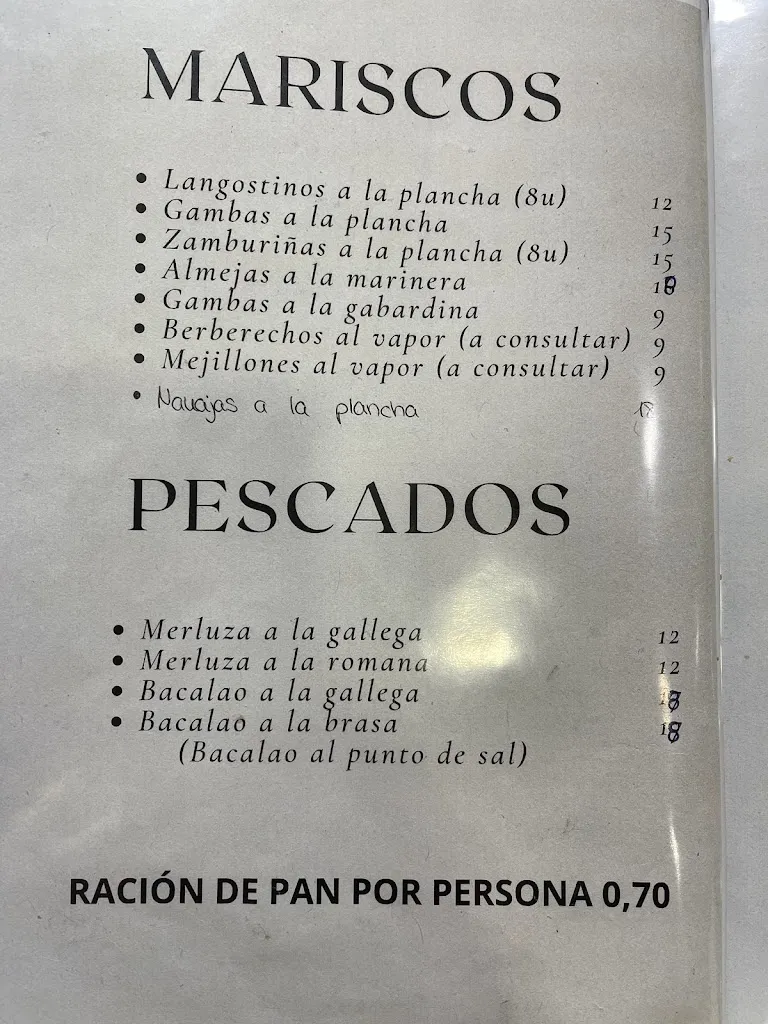 MARISCOS
• Langostinos a la plancha (8u) 12
• Gambas a la plancha 15
• Zamburiñas a la plancha (8u) 15
• Almejas a la marinera
• Gambas a la gabardina 9
• Berberechos al vapor (a consultar) 9
• Mejillones al vapor (a consultar) 9
• Navajas a la plancha 18
PESCADOS
• Merluza a la gallega 12
• Merluza a la romana 12
• Bacalao a la gallega 18
• Bacalao a la brasa 18
(Bacalao al punto de sal)
RACIÓN DE PAN POR PERSONA 0,70